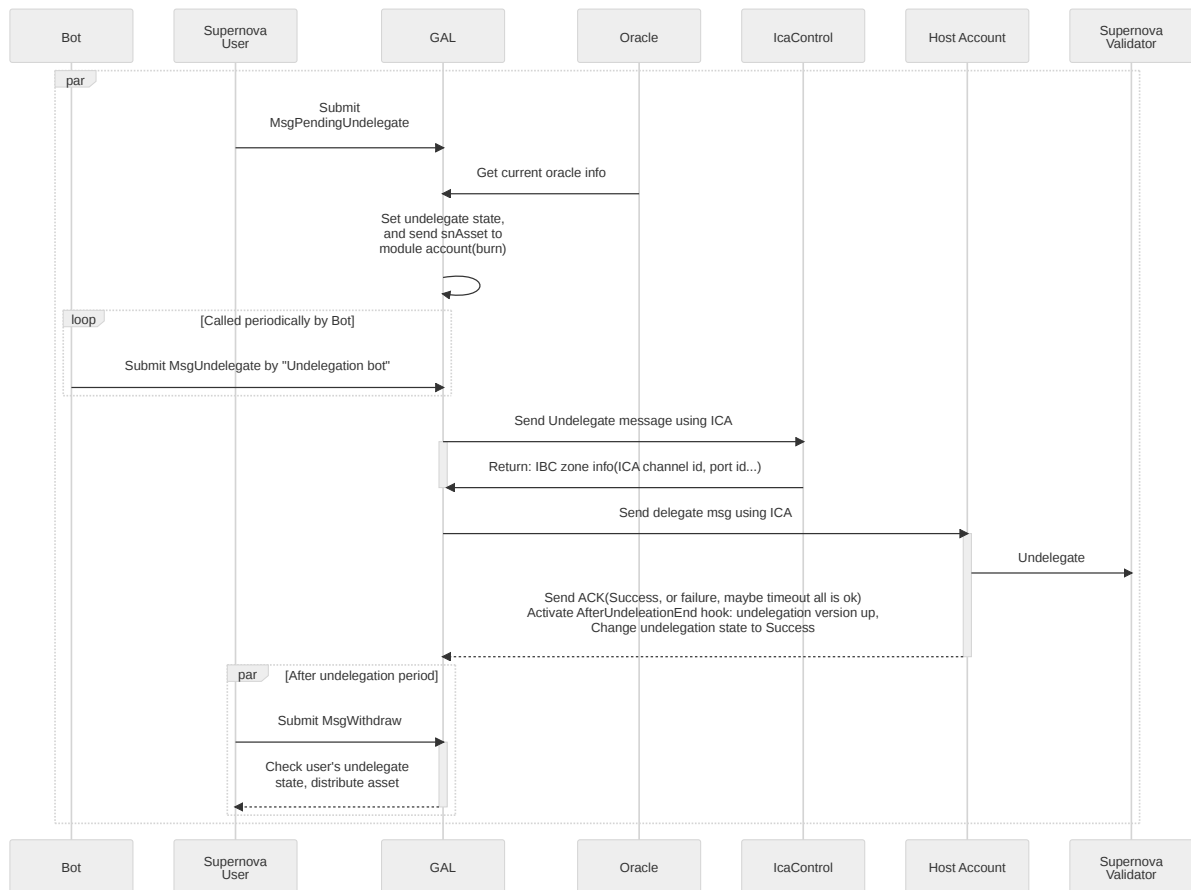 Bot
Supernova
User
GAL
Oracle
IcaControl
Host Account
Supernova
Validator
par
Submit
MsgPendingUndelegate
Get current oracle info
Set undelegate state,
and send snAsset to
module account(burn)
loop
[Called periodically by Bot]
Submit MsgUndelegate by "Undelegation bot"
Send Undelegate message using ICA
Return: IBC zone info(ICA channel id, port id...)
Send delegate msg using ICA
Undelegate
Send ACK(Success, or failure, maybe timeout all is ok)
Activate AfterUndeleationEnd hook: undelegation version up,
Change undelegation state to Success
par
[After undelegation period]
Submit MsgWithdraw
Check user's undelegate
state, distribute asset
Bot
Supernova
User
GAL
Oracle
IcaControl
Host Account
Supernova
Validator